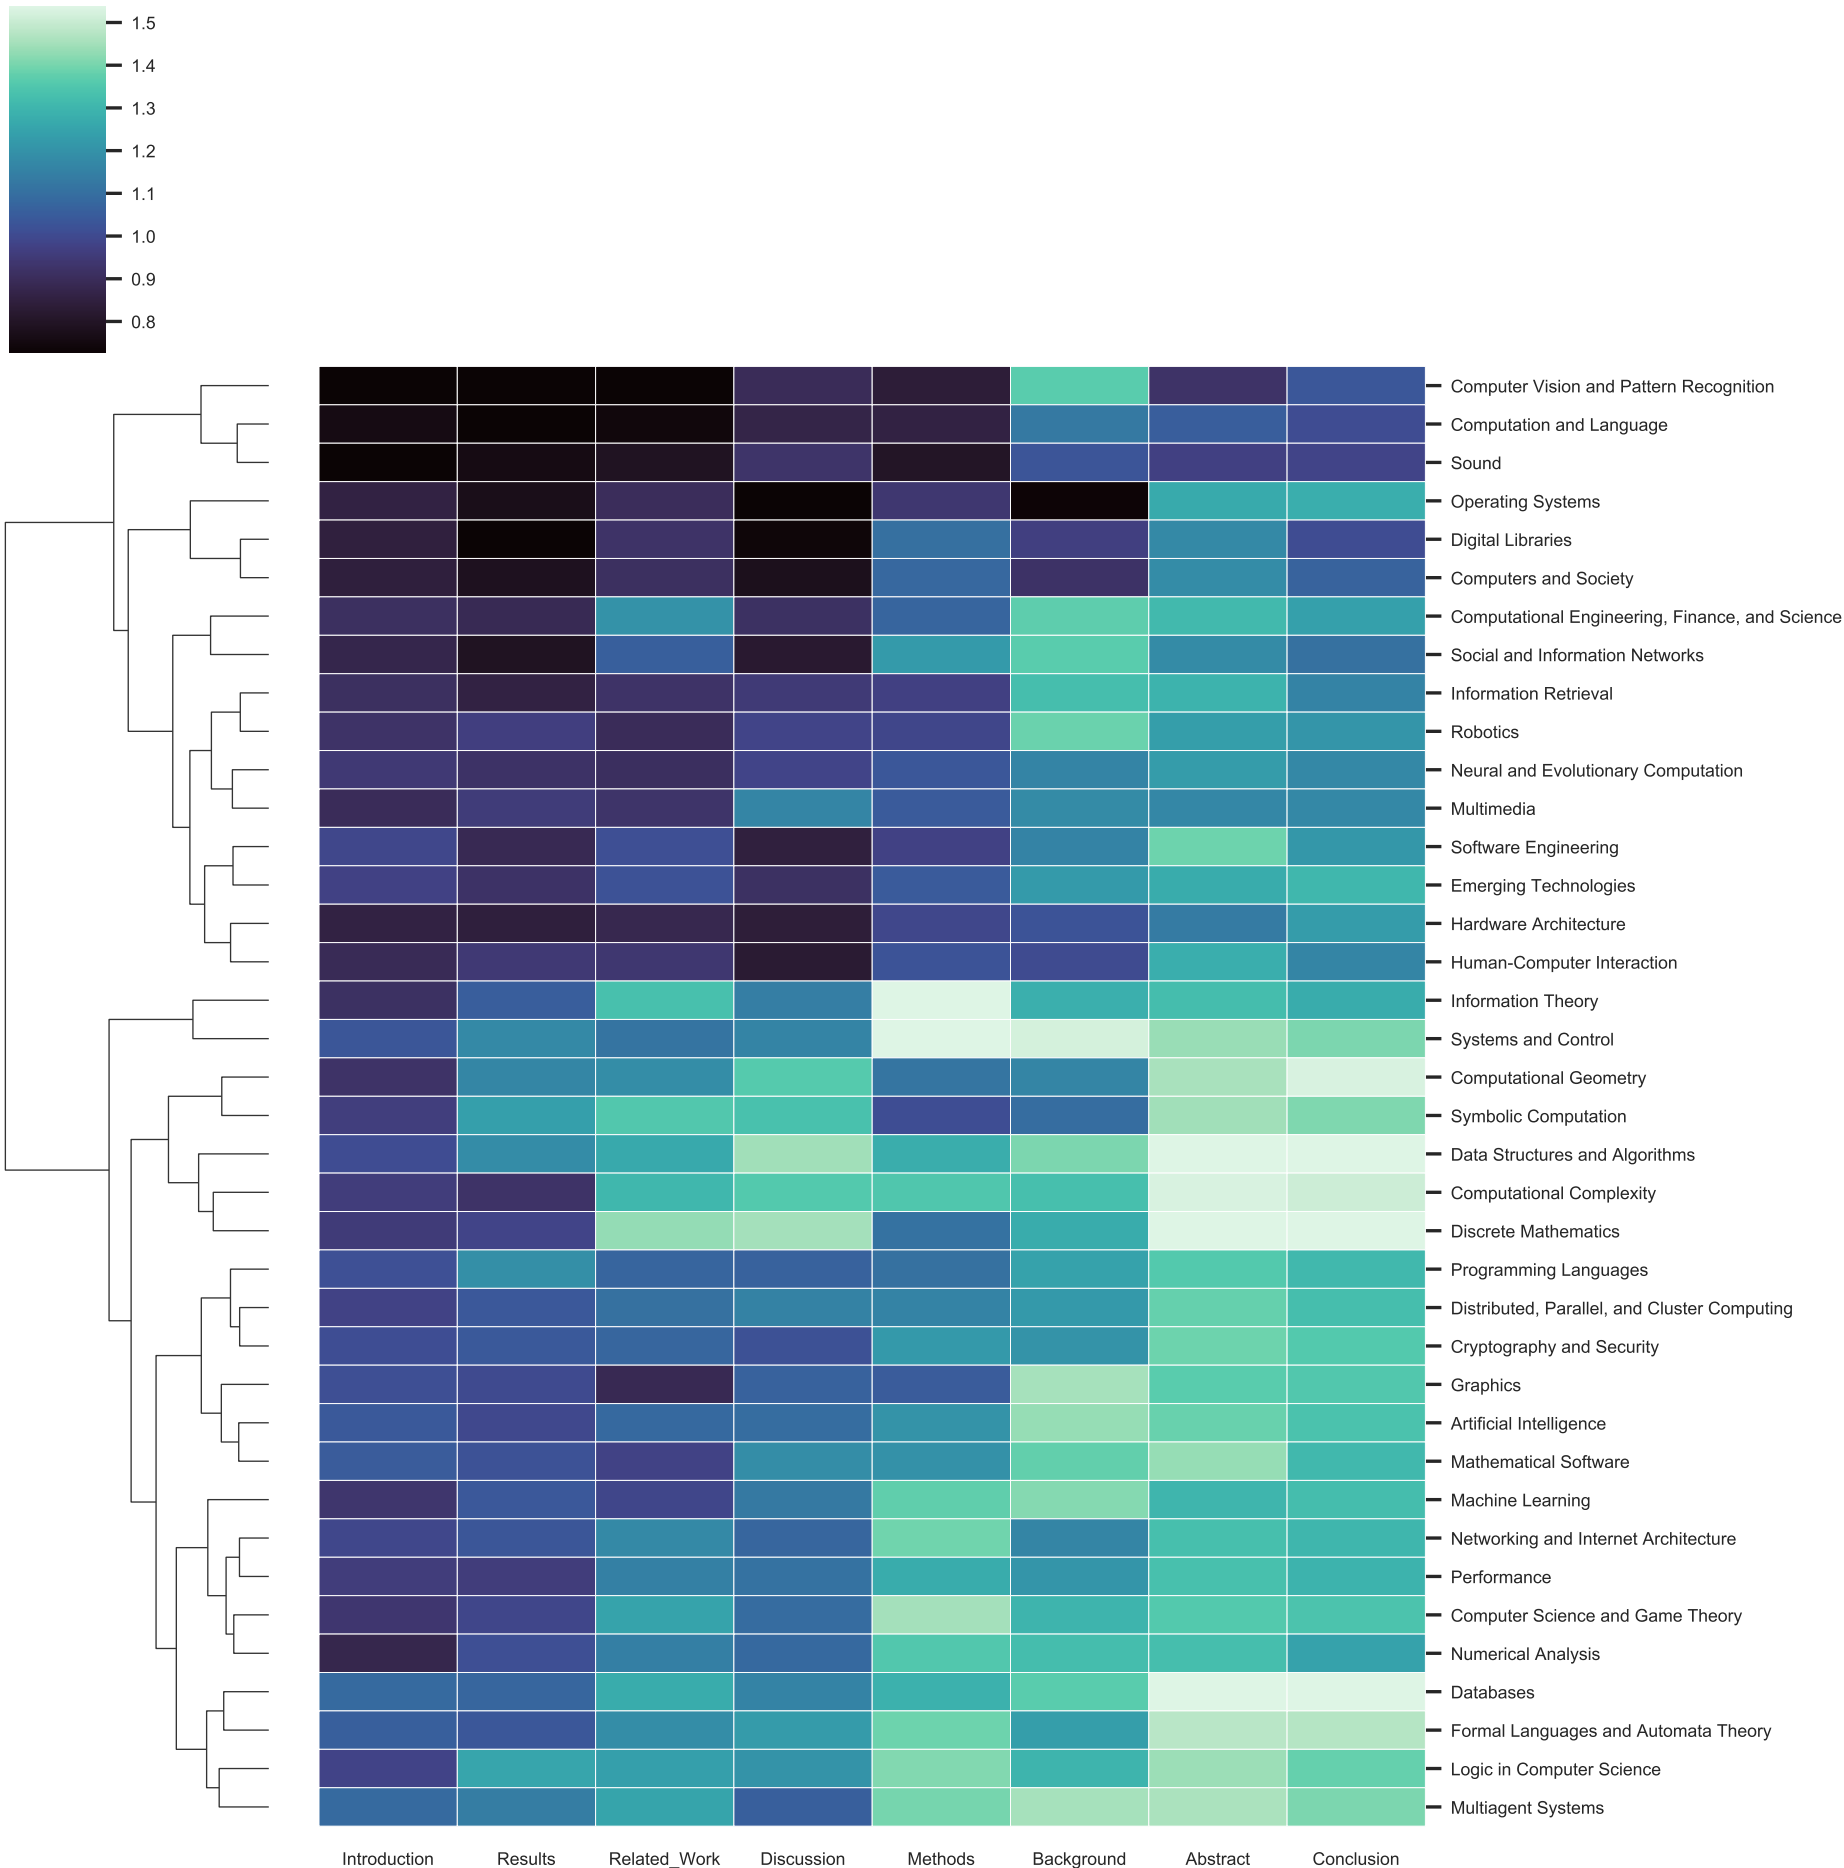 1.5
1.4
1.3
1.2
1.1
1.0
0.9
0.8
Computer Vision and Pattern Recognition
Computation and Language
Sound
Operating Systems
Digital Libraries
Computers and Society
Computational Engineering, Finance, and Science
Social and Information Networks
Information Retrieval
Robotics
Neural and Evolutionary Computation
Multimedia
Software Engineering
Emerging Technologies
Hardware Architecture
Human-Computer Interaction
Information Theory
Systems and Control
Computational Geometry
Symbolic Computation
Data Structures and Algorithms
Computational Complexity
Discrete Mathematics
Programming Languages
Distributed, Parallel, and Cluster Computing
Cryptography and Security
Graphics
Artificial Intelligence
Mathematical Software
Machine Learning
Networking and Internet Architecture
Performance
Computer Science and Game Theory
Numerical Analysis
Databases
Formal Languages and Automata Theory
Logic in Computer Science
Multiagent Systems
Introduction Results Related_Work Discussion Methods Background Abstract Conclusion